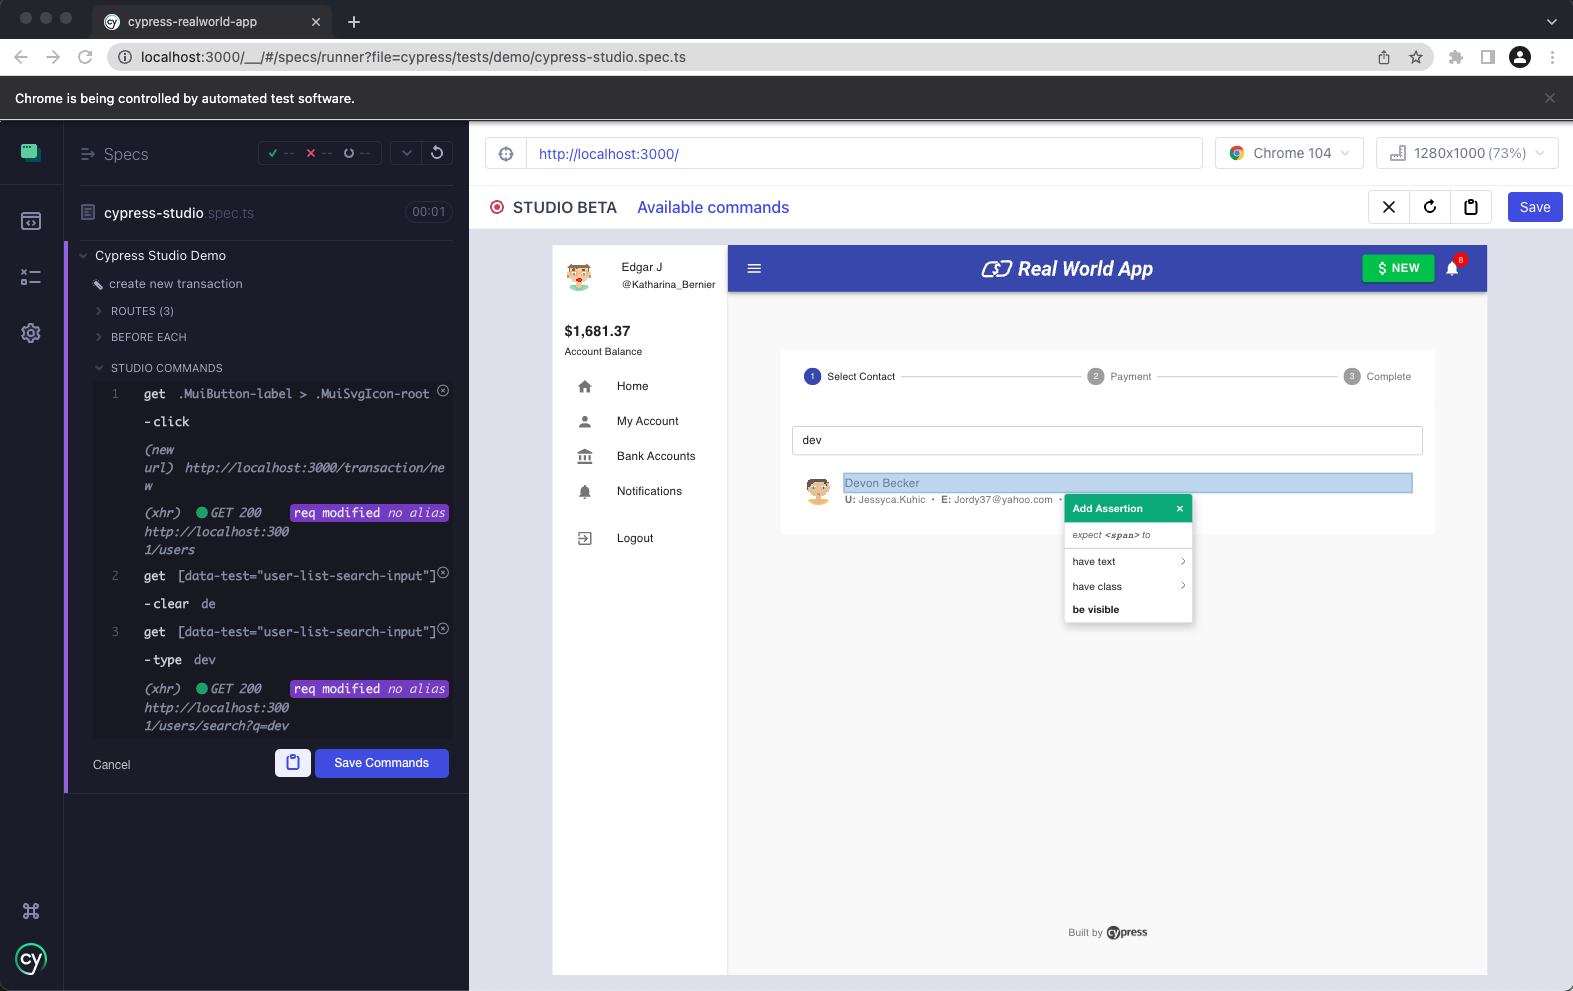 cypress-realworld-app
localhost:3000/__/#/specs/runner?file=cypress/tests/demo/cypress-studio.spec.ts
Chrome is being controlled by automated test software.
Specs
-- -- --
cypress-studio.spec.ts 00:01
Cypress Studio Demo
create new transaction
ROUTES (3)
BEFORE EACH
STUDIO COMMANDS
1 get .MuiButton-label > .MuiSvgIcon-root
-click
(new
url) http://localhost:3000/transaction/ne
w
(xhr) GET 200 req modified no alias
http://localhost:300
1/users
2 get [data-test="user-list-search-input"]
-clear de
3 get [data-test="user-list-search-input"]
-type dev
(xhr) GET 200 req modified no alias
http://localhost:300
1/users/search?q=dev
Cancel
Save Commands
cy
http://localhost:3000/
Chrome 104
1280x1000 (73%)
STUDIO BETA
Available commands
Save
Edgar J
@Katharina_Bernier
$1,681.37
Account Balance
Home
My Account
Bank Accounts
Notifications
Logout
Real World App
$ NEW
8
1 Select Contact
2 Payment
3 Complete
dev
Devon Becker
U: Jessyca.Kuhic • E: Jordy37@yahoo.com •
Add Assertion
expect <span> to
have text
have class
be visible
Built by cypress